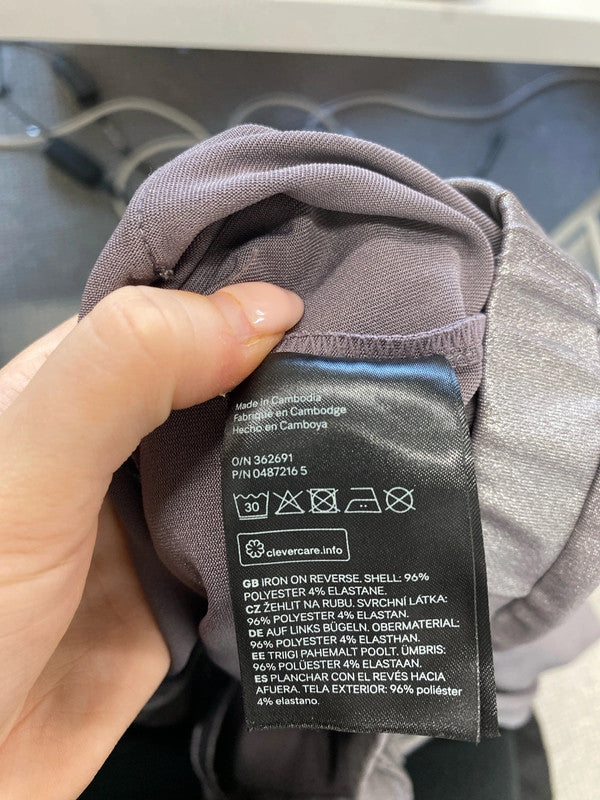 Made in Cambodia
Fabriqué en Cambodge
Hecho en Camboya
O/N 362691
P/N 0487216 5
30
clevercare.info
GB IRON ON REVERSE. SHELL: 96%
POLYESTER 4% ELASTANE.
CZ ŽEHLIT NA RUBU. SVRCHNÍ LÁTKA:
96% POLYESTER 4% ELASTAN.
DE AUF LINKS BÜGELN. OBERMATERIAL:
96% POLYESTER 4% ELASTHAN.
EE TRIIGI PAHEMALT POOLT. ÜMBRIS:
96% POLÜESTER 4% ELASTAAN.
ES PLANCHAR CON EL REVÉS HACIA
AFUERA. TELA EXTERIOR: 96% poliéster
4% elastano.